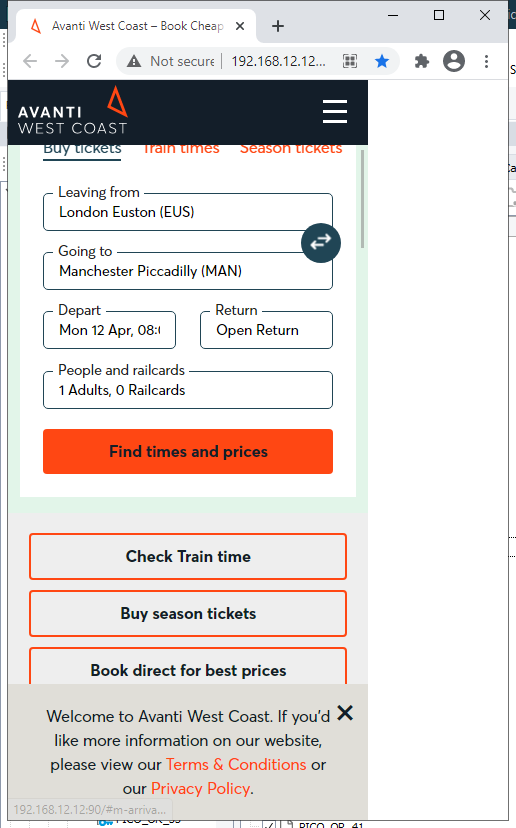 Avanti West Coast – Book Cheap
Not secure
192.168.12.12...
AVANTI
WEST COAST
Buy tickets
Train times
Season tickets
Leaving from
London Euston (EUS)
Going to
Manchester Piccadilly (MAN)
Depart
Return
Mon 12 Apr, 08:
Open Return
People and railcards
1 Adults, 0 Railcards
Find times and prices
Check Train time
Buy season tickets
Book direct for best prices
Welcome to Avanti West Coast. If you'd
like more information on our website,
please view our Terms & Conditions or
our Privacy Policy.
192.168.12.12:90/#m-arriva...